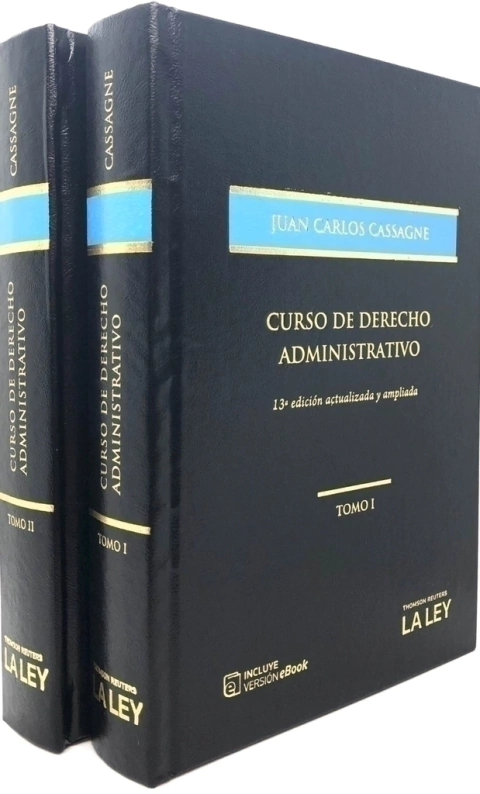 CASSAGNE
CURSO DE DERECHO
ADMINISTRATIVO
TOMO II
THOMSON REUTERS
LA LEY
CASSAGNE
CURSO DE DERECHO
ADMINISTRATIVO
TOMO I
THOMSON REUTERS
LA LEY
JUAN CARLOS CASSAGNE
CURSO DE DERECHO
ADMINISTRATIVO
13ª edición actualizada y ampliada
TOMO I
THOMSON REUTERS
LA LEY
INCLUYE
VERSIÓN eBook